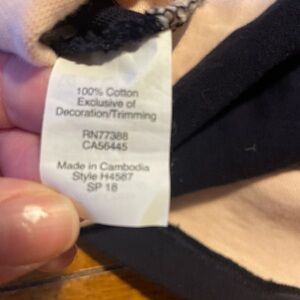 100% Cotton
Exclusive of
Decoration/Trimming
RN77388
CA56445
Made in Cambodia
Style H4587
SP 18